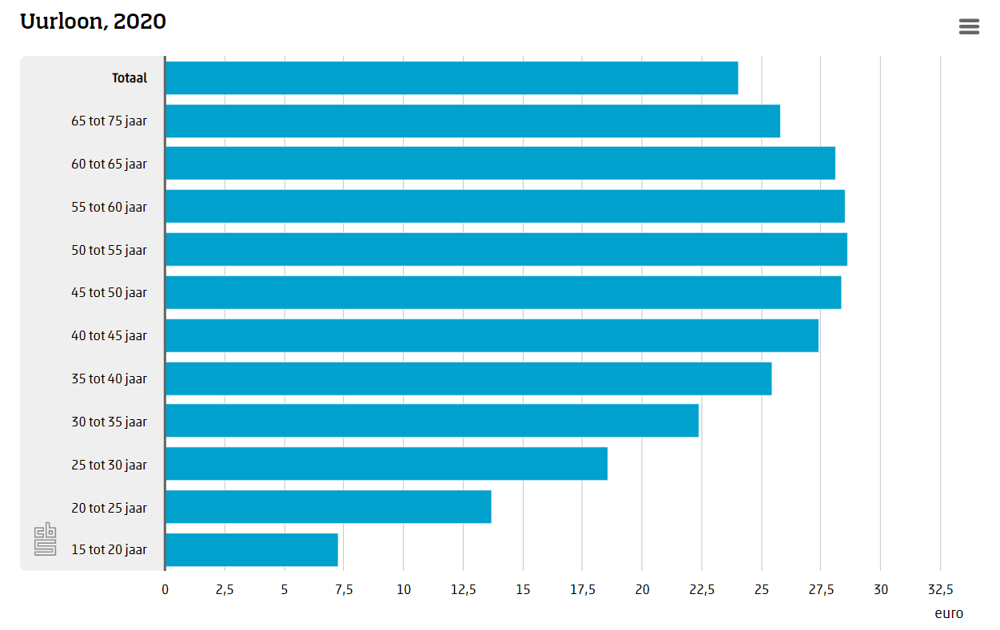 Uurloon, 2020
Totaal
65 tot 75 jaar
60 tot 65 jaar
55 tot 60 jaar
50 tot 55 jaar
45 tot 50 jaar
40 tot 45 jaar
35 tot 40 jaar
30 tot 35 jaar
25 tot 30 jaar
20 tot 25 jaar
cbs
15 tot 20 jaar
0 2,5 5 7,5 10 12,5 15 17,5 20 22,5 25 27,5 30 32,5
euro